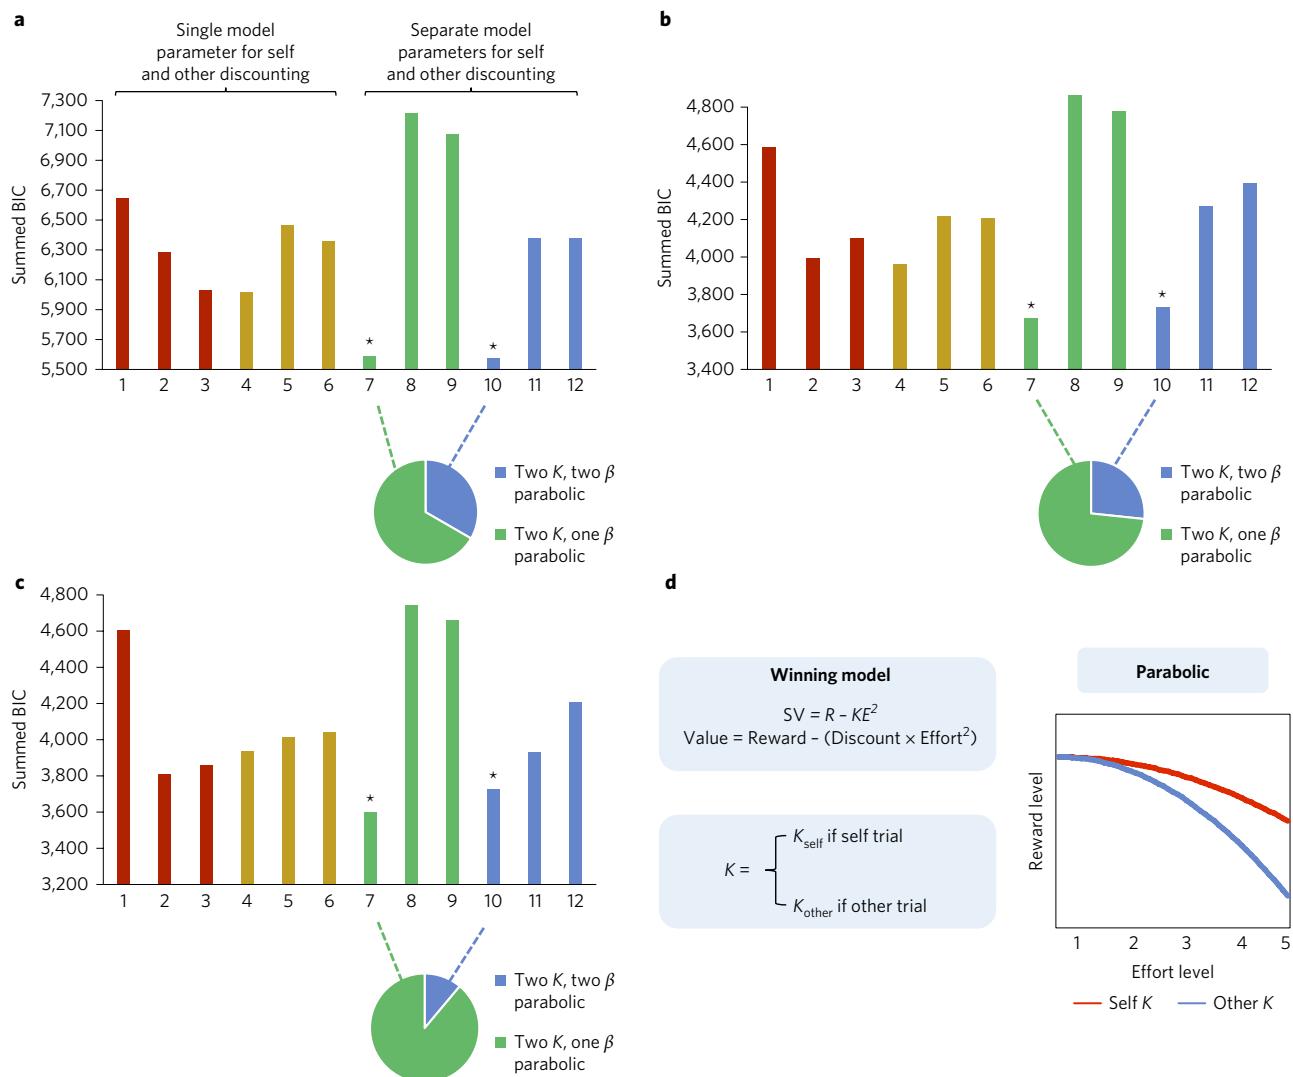 a
Single model
parameter for self
and other discounting
Separate model
parameters for self
and other discounting
7,300
7,100
6,900
6,700
6,500
6,300
6,100
5,900
5,700
5,500
Summed BIC
* *
1 2 3 4 5 6 7 8 9 10 11 12
Two K, two β
parabolic
Two K, one β
parabolic
b
4,800
4,600
4,400
4,200
4,000
3,800
3,600
3,400
Summed BIC
* *
1 2 3 4 5 6 7 8 9 10 11 12
Two K, two β
parabolic
Two K, one β
parabolic
c
4,800
4,600
4,400
4,200
4,000
3,800
3,600
3,400
3,200
Summed BIC
* *
1 2 3 4 5 6 7 8 9 10 11 12
Two K, two β
parabolic
Two K, one β
parabolic
d
Winning model
SV = R – KE²
Value = Reward – (Discount × Effort²)
K =
K_self if self trial
K_other if other trial
Parabolic
Reward level
1 2 3 4 5
Effort level
Self K Other K